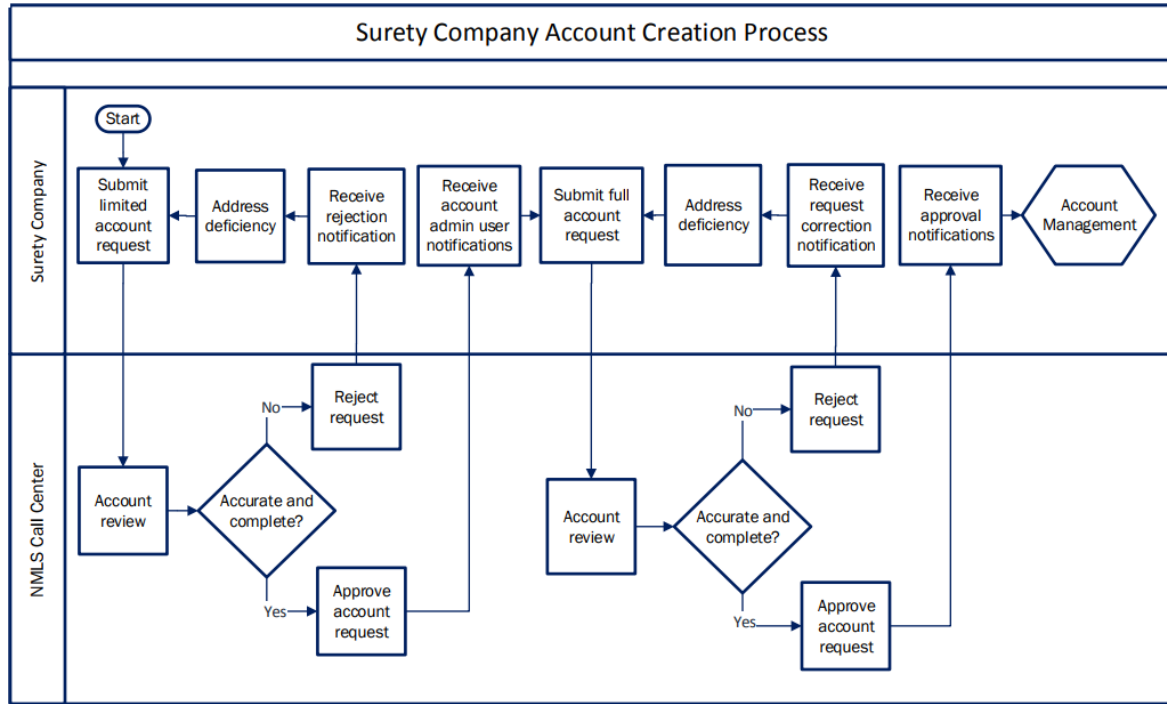 Surety Company Account Creation Process
Surety Company
Start
Submit
limited
account
request
Address
deficiency
Receive
rejection
notification
Receive
account
admin user
notifications
Submit full
account
request
Address
deficiency
Receive
request
correction
notification
Receive
approval
notifications
Account
Management
NMLS Call Center
Account
review
Accurate and
complete?
No
Reject
request
Yes
Approve
account
request
Account
review
Accurate and
complete?
No
Reject
request
Yes
Approve
account
request